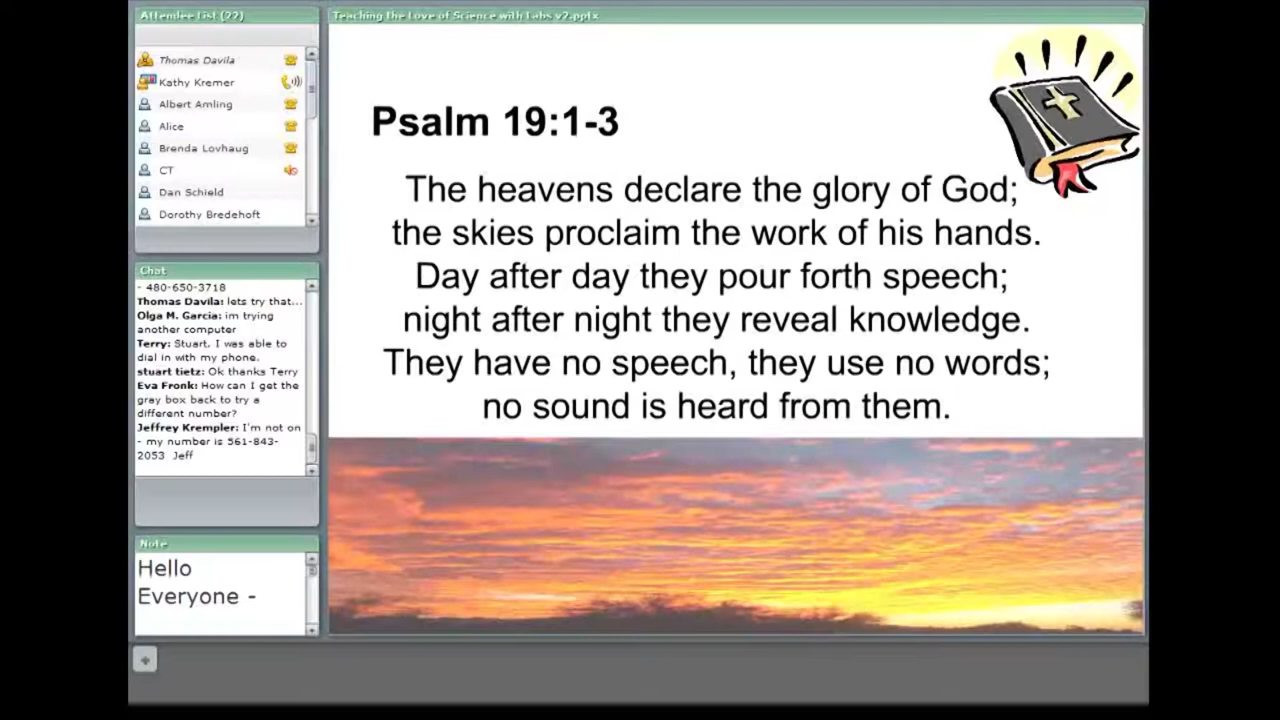 Attendee List (22)
Thomas Davila
Kathy Kremer
Albert Amling
Alice
Brenda Lovhaug
CT
Dan Schield
Dorothy Bredehoft
Chat
- 480-650-3718
Thomas Davila: lets try that...
Olga M. Garcia: im trying
another computer
Terry: Stuart, I was able to
dial in with my phone.
stuart tietz: Ok thanks Terry
Eva Fronk: How can I get the
gray box back to try a
different number?
Jeffrey Krempler: I'm not on
- my number is 561-843-
2053 Jeff
Note
Hello
Everyone -
Teaching the Love of Science with Labs v2.pptx
Psalm 19:1-3
The heavens declare the glory of God;
the skies proclaim the work of his hands.
Day after day they pour forth speech;
night after night they reveal knowledge.
They have no speech, they use no words;
no sound is heard from them.